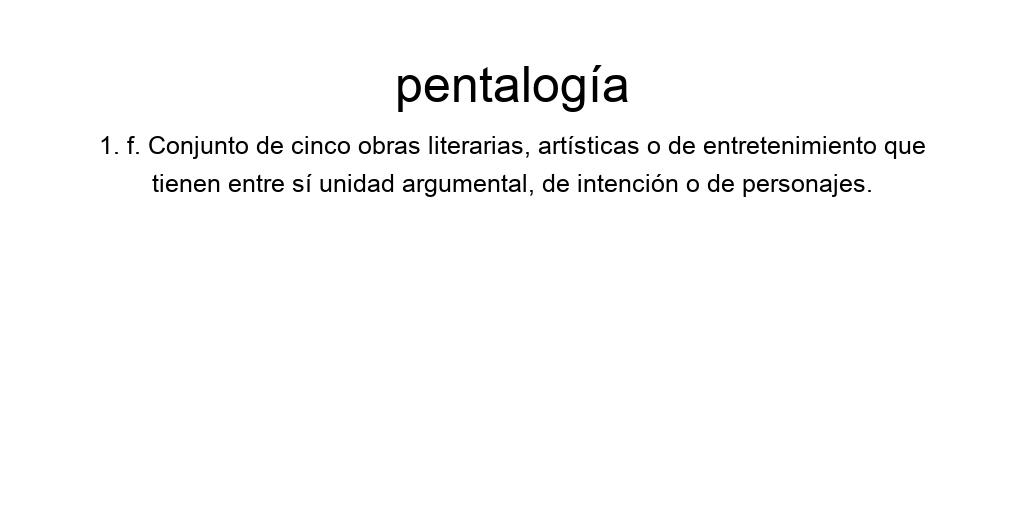 pentalogía
1. f. Conjunto de cinco obras literarias, artísticas o de entretenimiento que
tienen entre sí unidad argumental, de intención o de personajes.